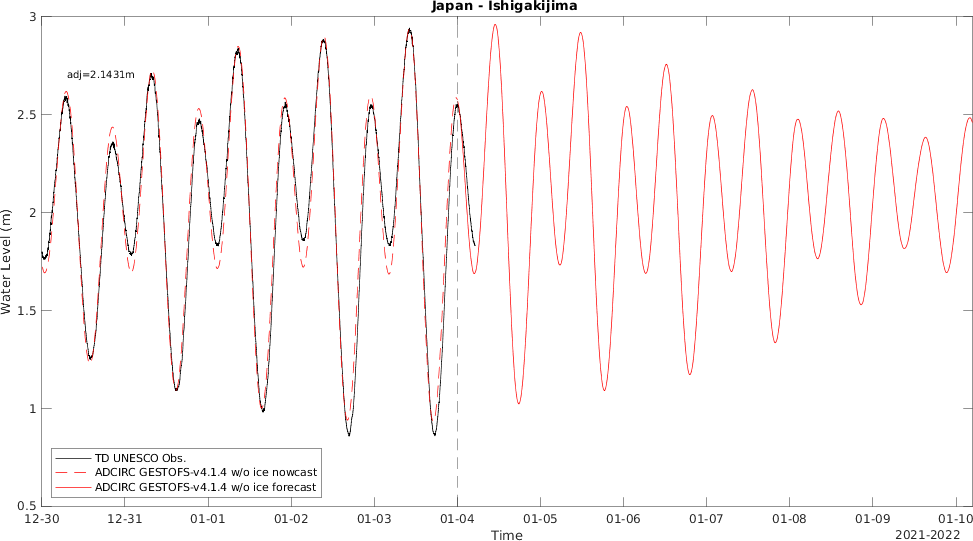 Japan - Ishigakijima
3
2.5
2
1.5
1
0.5
Water Level (m)
adj=2.1431m
TD UNESCO Obs.
ADCIRC GESTOFS-v4.1.4 w/o ice nowcast
ADCIRC GESTOFS-v4.1.4 w/o ice forecast
12-30 12-31 01-01 01-02 01-03 01-04 01-05 01-06 01-07 01-08 01-09 01-10
Time
2021-2022